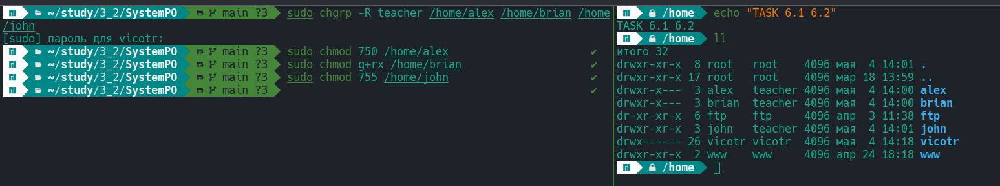 ~/study/3_2/SystemPO main ?3 sudo chgrp -R teacher /home/alex /home/brian /home
/john
[sudo] пароль для vicotr:
~/study/3_2/SystemPO main ?3 sudo chmod 750 /home/alex ✔
~/study/3_2/SystemPO main ?3 sudo chmod g+rx /home/brian ✔
~/study/3_2/SystemPO main ?3 sudo chmod 755 /home/john ✔
~/study/3_2/SystemPO main ?3 ✔
/home echo "TASK 6.1 6.2"
TASK 6.1 6.2
/home ll
итого 32
drwxr-xr-x 8 root root 4096 мая 4 14:01 .
drwxr-xr-x 17 root root 4096 мар 18 13:59 ..
drwxr-x--- 3 alex teacher 4096 мая 4 14:00 alex
drwxr-x--- 3 brian teacher 4096 мая 4 14:00 brian
dr-xr-xr-x 6 ftp ftp 4096 апр 3 11:38 ftp
drwxr-xr-x 3 john teacher 4096 мая 4 14:01 john
drwx------ 26 vicotr vicotr 4096 мая 4 14:18 vicotr
drwxr-xr-x 2 www www 4096 апр 24 18:18 www
/home